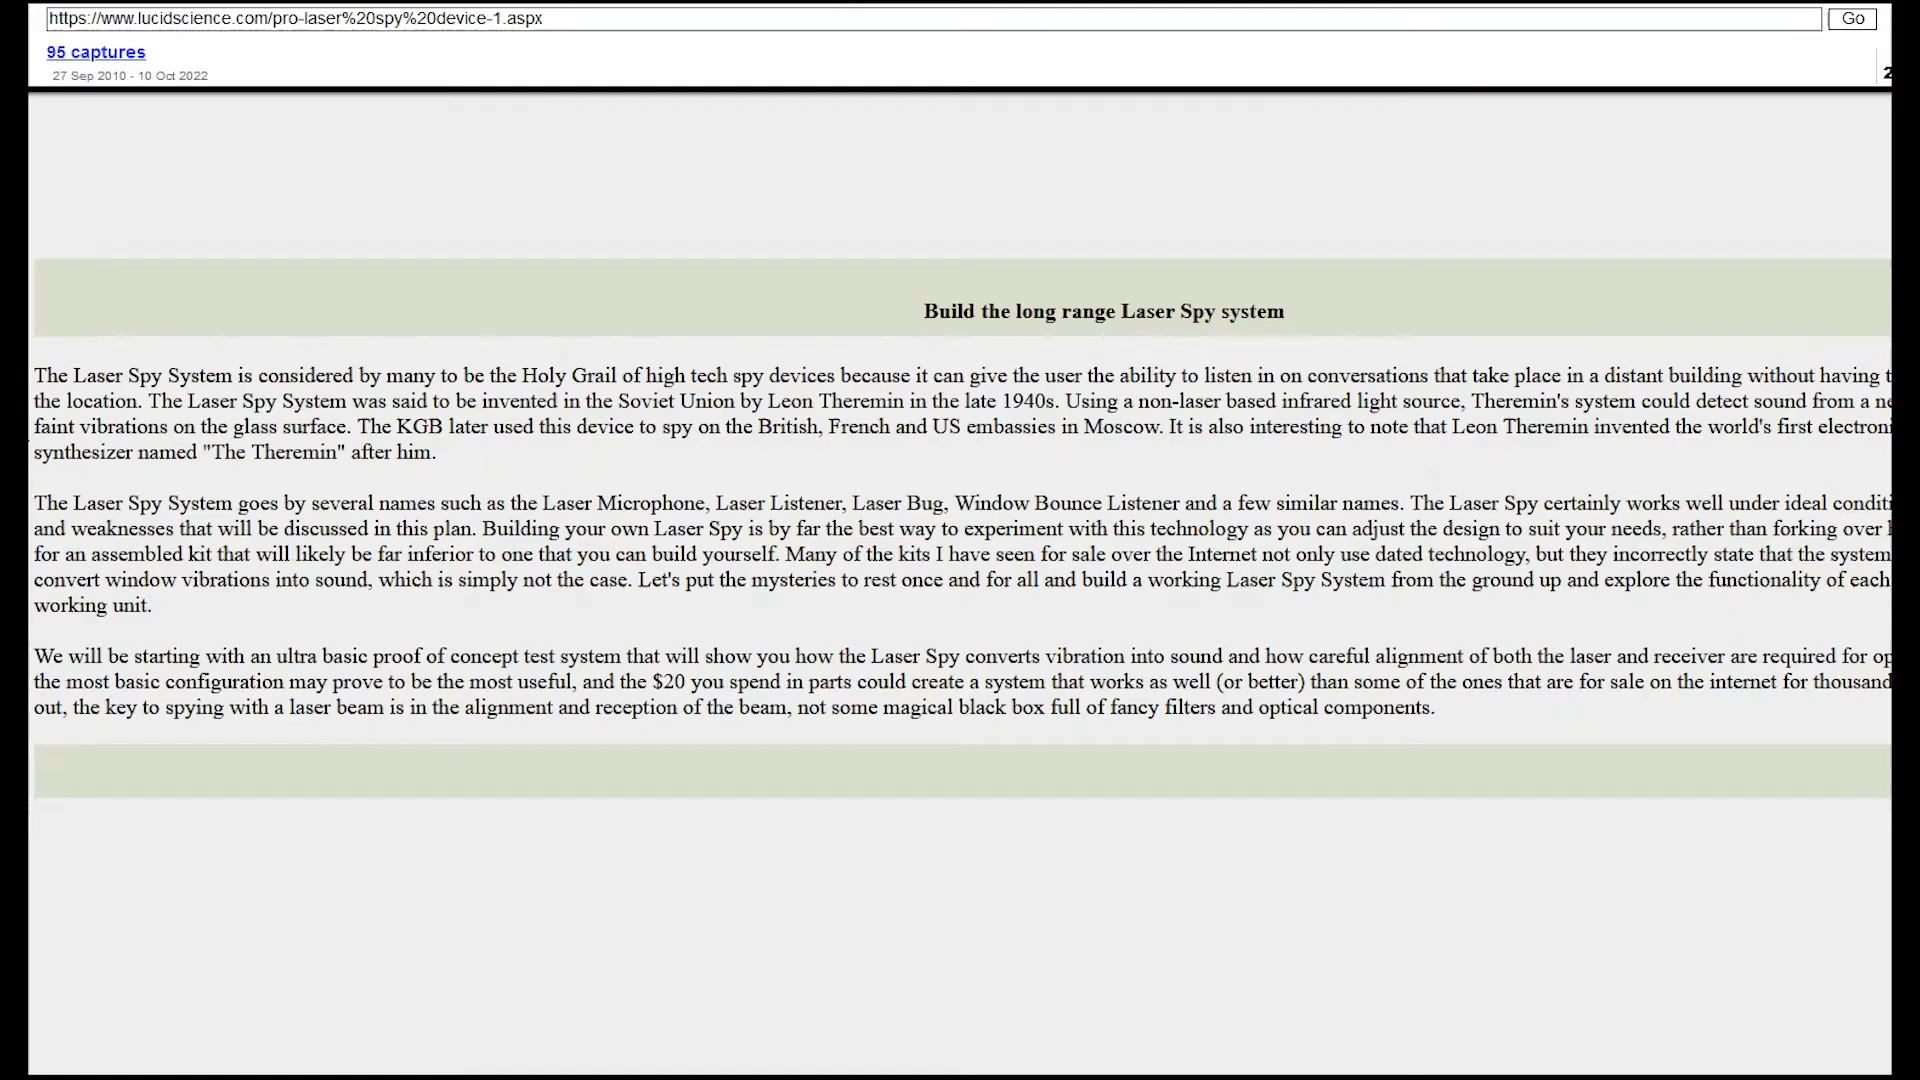 https://www.lucidscience.com/pro-laser%20spy%20device-1.aspx
Go
95 captures
27 Sep 2010 - 10 Oct 2022
2
Build the long range Laser Spy system
The Laser Spy System is considered by many to be the Holy Grail of high tech spy devices because it can give the user the ability to listen in on conversations that take place in a distant building without having t
the location. The Laser Spy System was said to be invented in the Soviet Union by Leon Theremin in the late 1940s. Using a non-laser based infrared light source, Theremin's system could detect sound from a ne
faint vibrations on the glass surface. The KGB later used this device to spy on the British, French and US embassies in Moscow. It is also interesting to note that Leon Theremin invented the world's first electroni
synthesizer named "The Theremin" after him.
The Laser Spy System goes by several names such as the Laser Microphone, Laser Listener, Laser Bug, Window Bounce Listener and a few similar names. The Laser Spy certainly works well under ideal conditi
and weaknesses that will be discussed in this plan. Building your own Laser Spy is by far the best way to experiment with this technology as you can adjust the design to suit your needs, rather than forking over
for an assembled kit that will likely be far inferior to one that you can build yourself. Many of the kits I have seen for sale over the Internet not only use dated technology, but they incorrectly state that the system
convert window vibrations into sound, which is simply not the case. Let's put the mysteries to rest once and for all and build a working Laser Spy System from the ground up and explore the functionality of each
working unit.
We will be starting with an ultra basic proof of concept test system that will show you how the Laser Spy converts vibration into sound and how careful alignment of both the laser and receiver are required for op
the most basic configuration may prove to be the most useful, and the $20 you spend in parts could create a system that works as well (or better) than some of the ones that are for sale on the internet for thousand
out, the key to spying with a laser beam is in the alignment and reception of the beam, not some magical black box full of fancy filters and optical components.